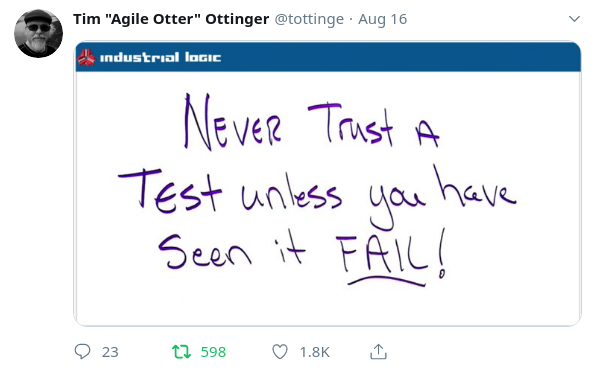 Tim "Agile Otter" Ottinger @tottinge · Aug 16
industrial logic
Never Trust A
Test unless you have
Seen it FAIL!
23 598 1.8K